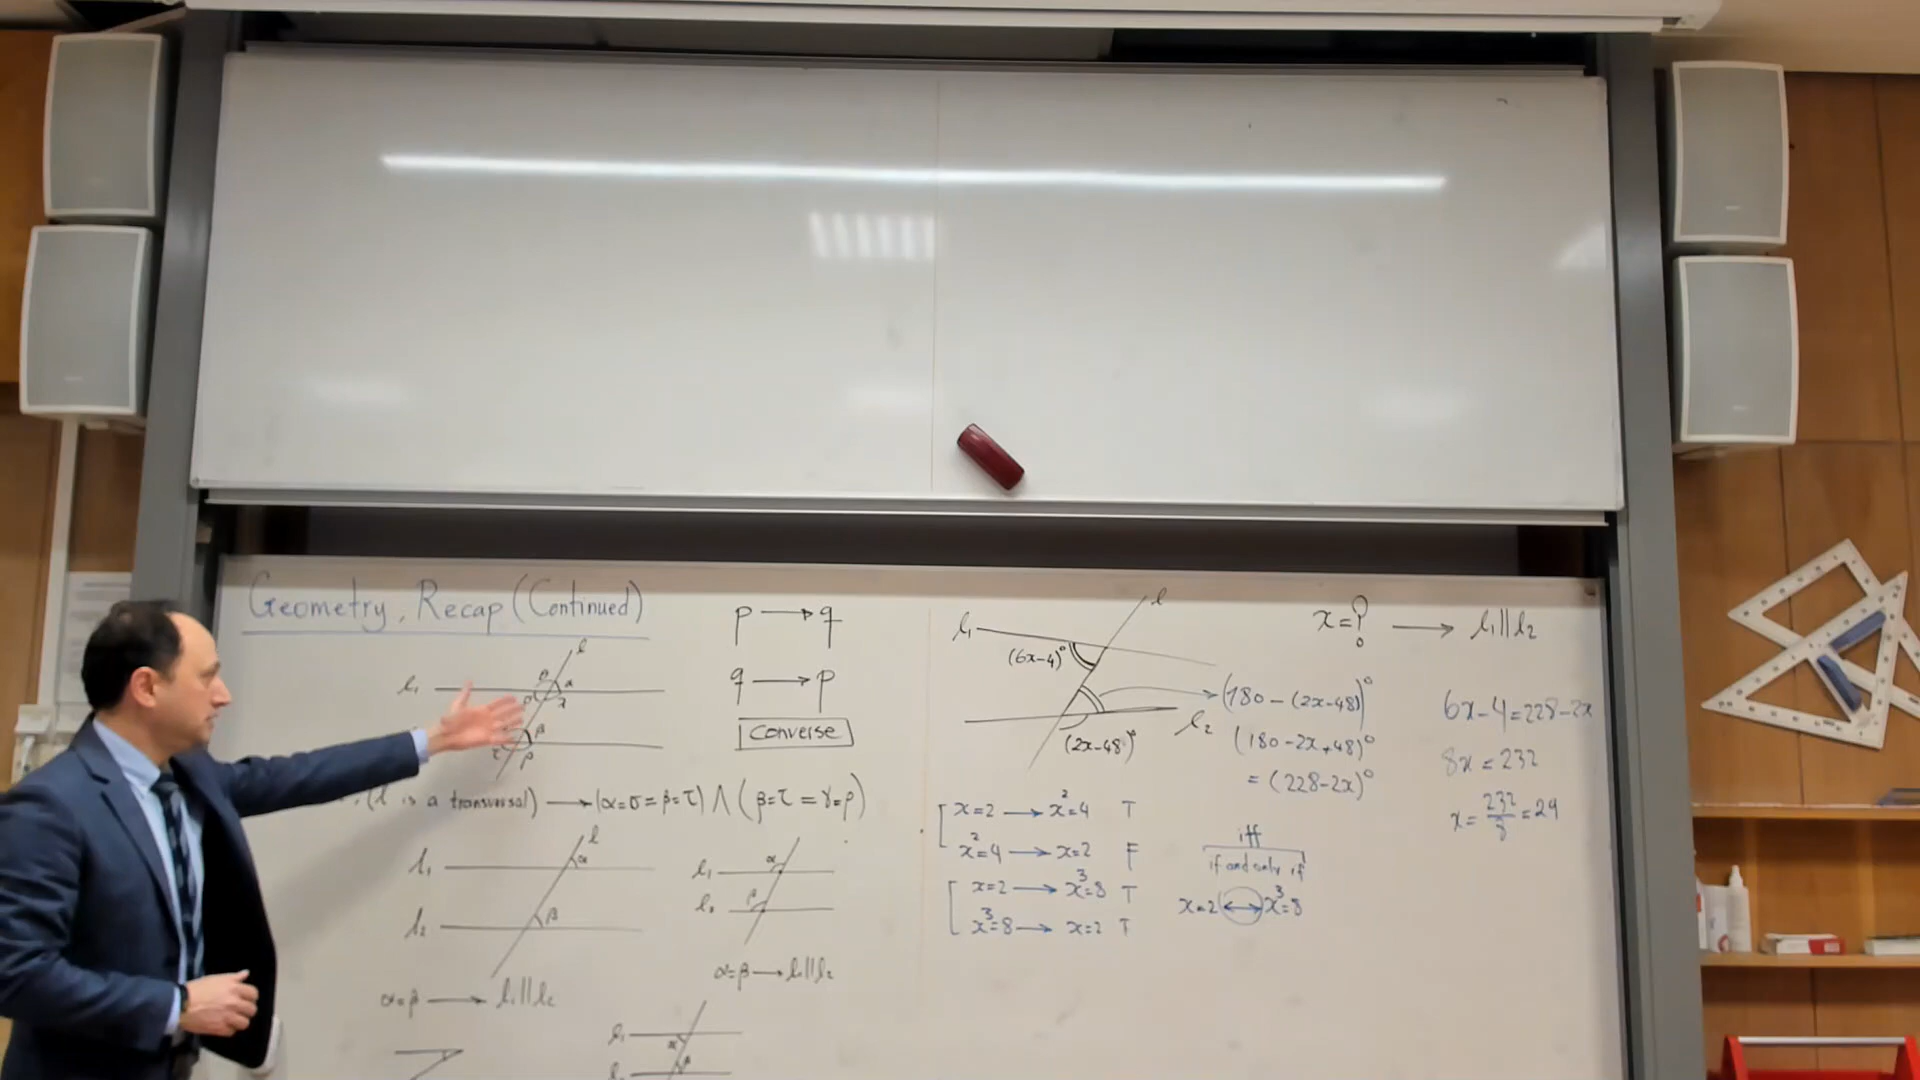 Geometry, Recap (Continued)
l
l₁
α
β
p → q
q → p
Converse
is a transversal) → (α=σ=β=τ) ∧ (β=τ=γ=ρ)
l
l₁
α
l₂
β
α=β → l₁∥l₂
l₁
α
β
α=β → l₁∥l₂
l₁
α
l
l₁
(6x-4)°
l₂
(2x-48)°
(180-(2x-48))°
(180-2x+48)°
= (228-2x)°
x=? → l₁∥l₂
6x-4=228-2x
8x=232
x=232/8=29
x=2 → x²=4 T
x²=4 → x=2 F
x=2 → x³=8 T
x³=8 → x=2 T
iff
if and only if
x=2 ↔ x³=8